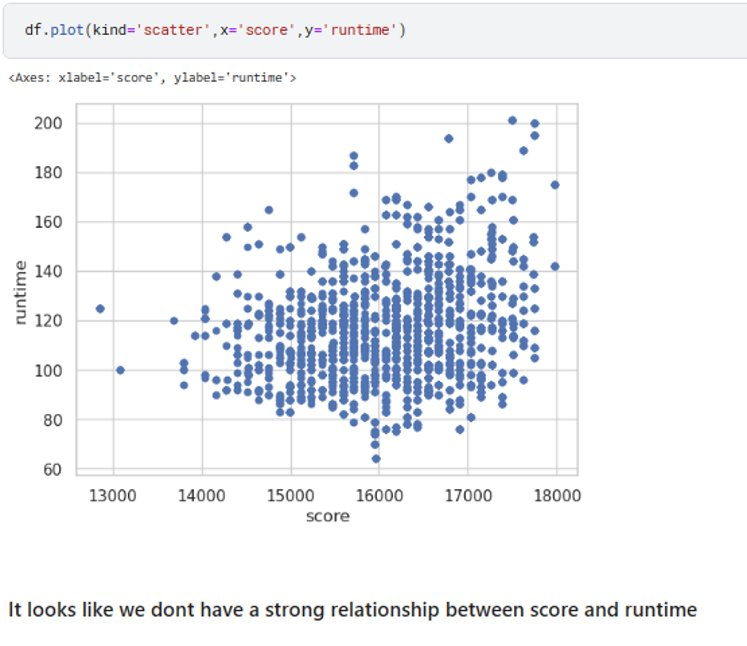 df.plot(kind='scatter',x='score',y='runtime')
<Axes: xlabel='score', ylabel='runtime'>
200
180
160
140
120
100
80
60
runtime
13000 14000 15000 16000 17000 18000
score
It looks like we dont have a strong relationship between score and runtime